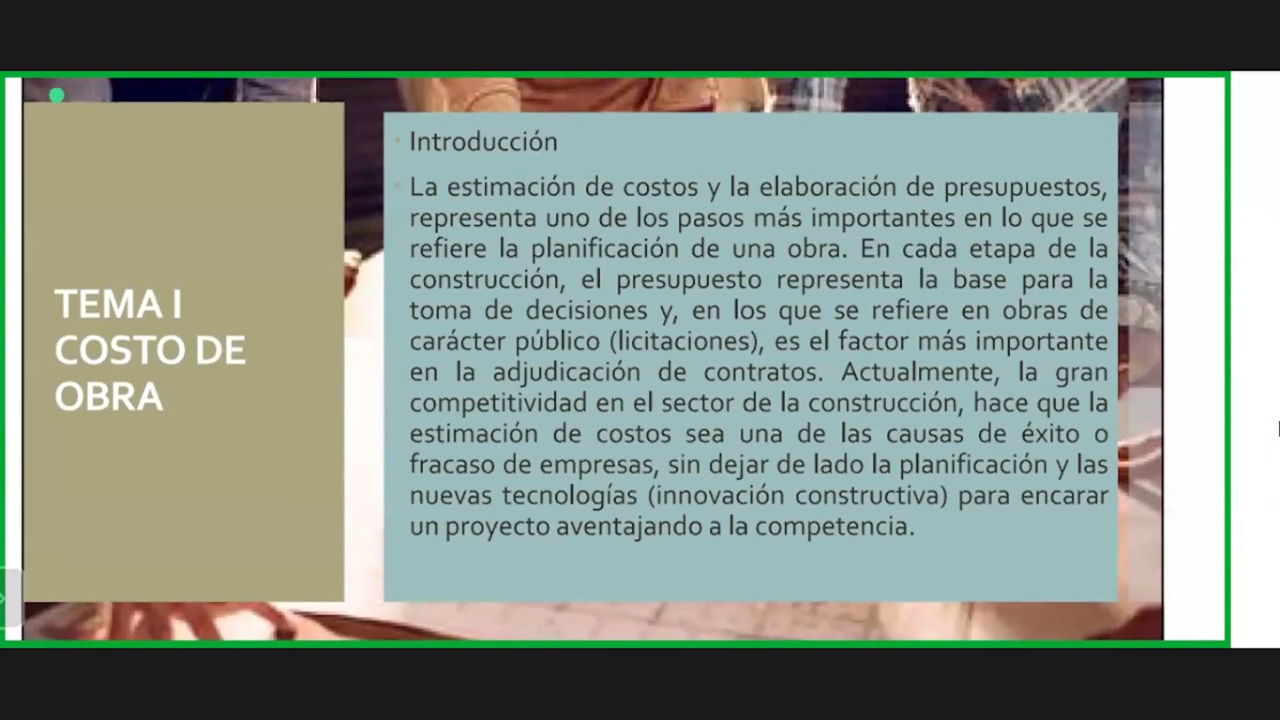 TEMA I
COSTO DE
OBRA
Introducción
La estimación de costos y la elaboración de presupuestos,
representa uno de los pasos más importantes en lo que se
refiere la planificación de una obra. En cada etapa de la
construcción, el presupuesto representa la base para la
toma de decisiones y, en los que se refiere en obras de
carácter público (licitaciones), es el factor más importante
en la adjudicación de contratos. Actualmente, la gran
competitividad en el sector de la construcción, hace que la
estimación de costos sea una de las causas de éxito o
fracaso de empresas, sin dejar de lado la planificación y las
nuevas tecnologías (innovación constructiva) para encarar
un proyecto aventajando a la competencia.